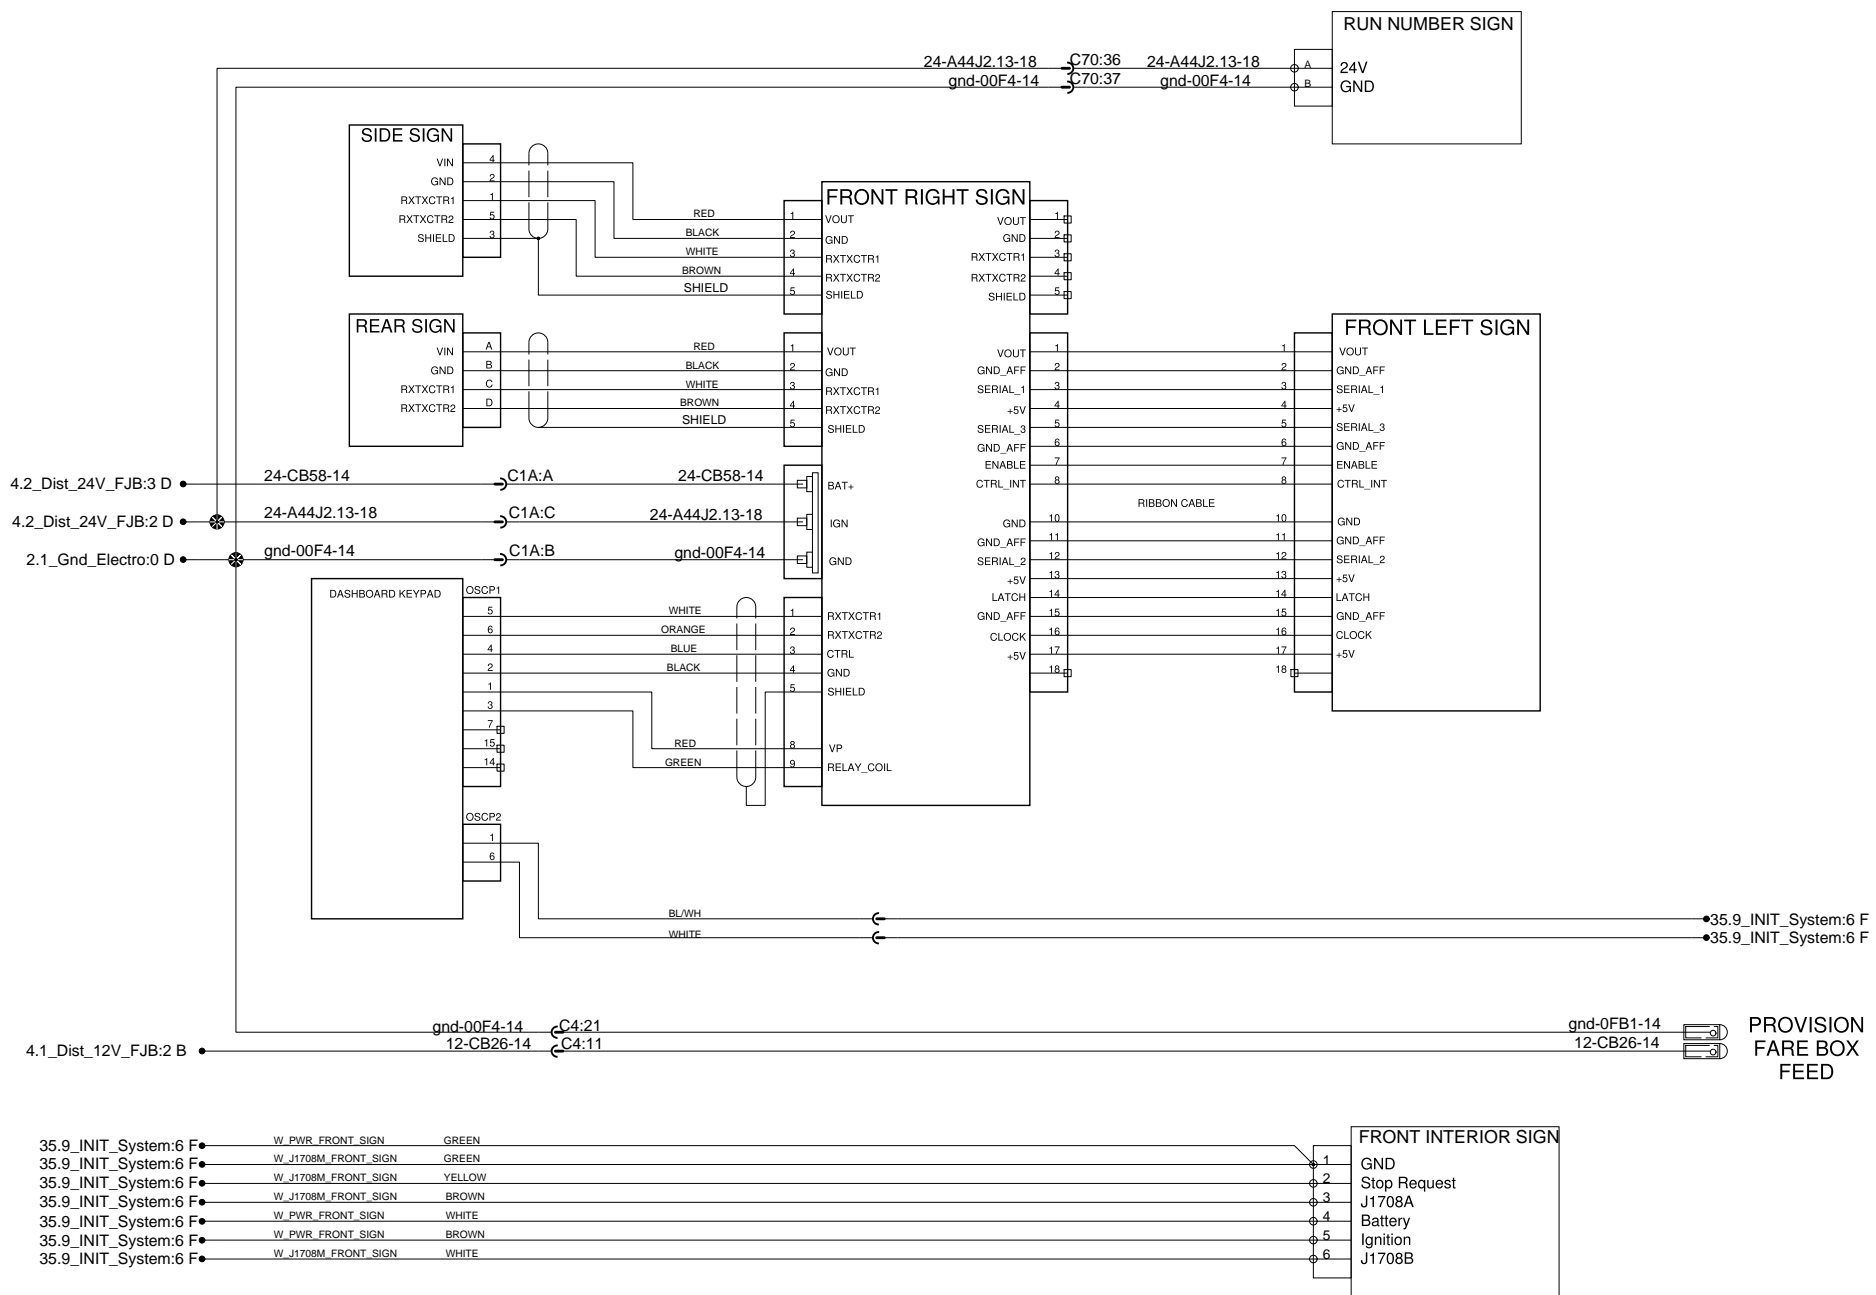 RUN NUMBER SIGN
24-A44J2.13-18 C70:36 24-A44J2.13-18 A 24V
gnd-00F4-14 C70:37 gnd-00F4-14 B GND
SIDE SIGN
VIN 4
GND 2
RXTXCTR1 1
RXTXCTR2 5
SHIELD 3
FRONT RIGHT SIGN
RED 1 VOUT
BLACK 2 GND
WHITE 3 RXTXCTR1
BROWN 4 RXTXCTR2
SHIELD 5 SHIELD
VOUT 1
GND 2
RXTXCTR1 3
RXTXCTR2 4
SHIELD 5
REAR SIGN
VIN A RED 1 VOUT
GND B BLACK 2 GND
RXTXCTR1 C WHITE 3 RXTXCTR1
RXTXCTR2 D BROWN 4 RXTXCTR2
SHIELD 5 SHIELD
FRONT LEFT SIGN
VOUT 1 1 VOUT
GND_AFF 2 2 GND_AFF
SERIAL_1 3 3 SERIAL_1
+5V 4 4 +5V
SERIAL_3 5 5 SERIAL_3
GND_AFF 6 6 GND_AFF
ENABLE 7 7 ENABLE
CTRL_INT 8 8 CTRL_INT
RIBBON CABLE
GND 10 10 GND
GND_AFF 11 11 GND_AFF
SERIAL_2 12 12 SERIAL_2
+5V 13 13 +5V
LATCH 14 14 LATCH
GND_AFF 15 15 GND_AFF
CLOCK 16 16 CLOCK
+5V 17 17 +5V
18 18
4.2_Dist_24V_FJB:3 D 24-CB58-14 C1A:A 24-CB58-14 BAT+
4.2_Dist_24V_FJB:2 D 24-A44J2.13-18 C1A:C 24-A44J2.13-18 IGN
2.1_Gnd_Electro:0 D gnd-00F4-14 C1A:B gnd-00F4-14 GND
DASHBOARD KEYPAD OSCP1
5 WHITE 1 RXTXCTR1
6 ORANGE 2 RXTXCTR2
4 BLUE 3 CTRL
2 BLACK 4 GND
1 5 SHIELD
3
7
15 RED 8 VP
14 GREEN 9 RELAY_COIL
OSCP2
1
6
BL/WH 35.9_INIT_System:6 F
WHITE 35.9_INIT_System:6 F
gnd-00F4-14 C4:21 gnd-0FB1-14
4.1_Dist_12V_FJB:2 B 12-CB26-14 C4:11 12-CB26-14
PROVISION
FARE BOX
FEED
FRONT INTERIOR SIGN
35.9_INIT_System:6 F W_PWR_FRONT_SIGN GREEN
35.9_INIT_System:6 F W_J1708M_FRONT_SIGN GREEN 1 GND
35.9_INIT_System:6 F W_J1708M_FRONT_SIGN YELLOW 2 Stop Request
35.9_INIT_System:6 F W_J1708M_FRONT_SIGN BROWN 3 J1708A
35.9_INIT_System:6 F W_PWR_FRONT_SIGN WHITE 4 Battery
35.9_INIT_System:6 F W_PWR_FRONT_SIGN BROWN 5 Ignition
35.9_INIT_System:6 F W_J1708M_FRONT_SIGN WHITE 6 J1708B